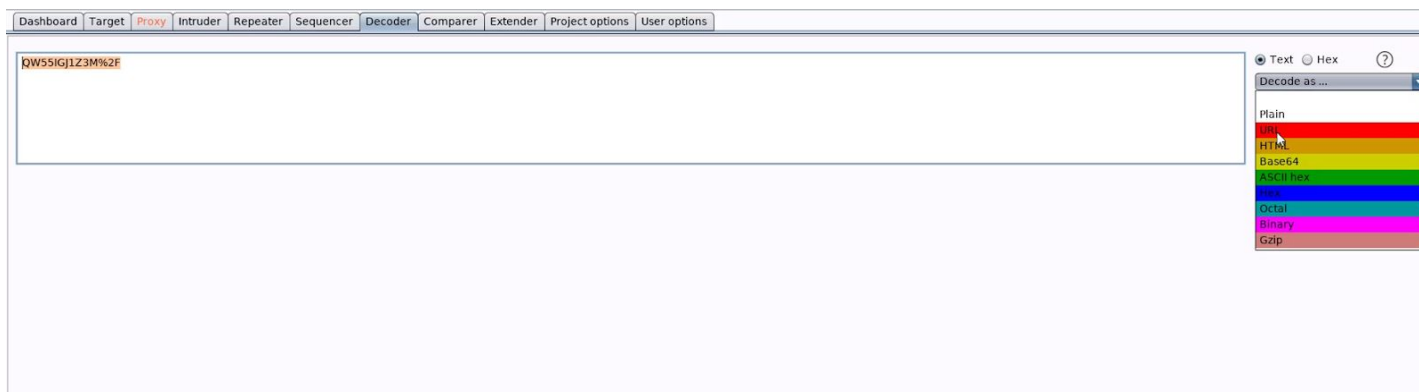 Dashboard Target Proxy Intruder Repeater Sequencer Decoder Comparer Extender Project options User options
QW55IGJ1Z3M%2F
Text Hex ?
Decode as ...
Plain
URL
HTML
Base64
ASCII hex
Hex
Octal
Binary
Gzip